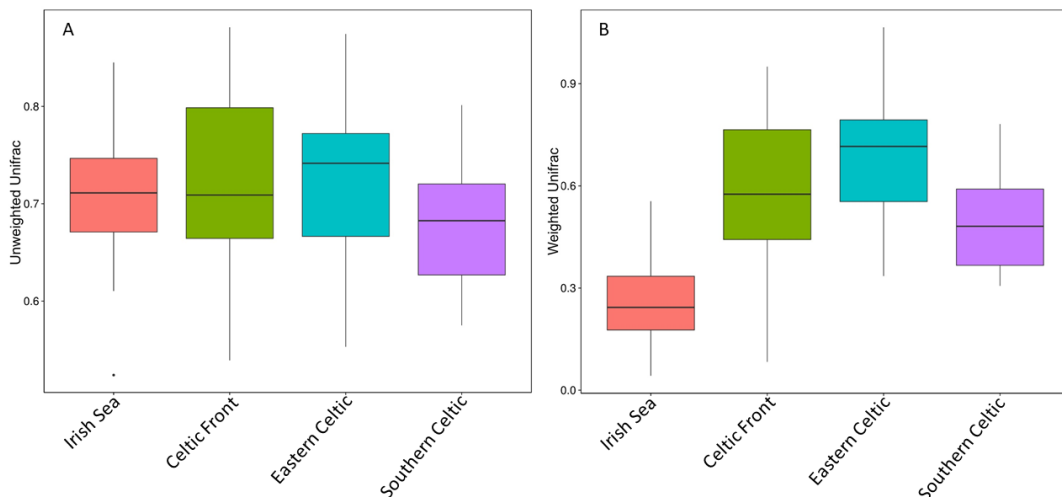 A
Unweighted Unifrac
0.8
0.7
0.6
Irish Sea
Celtic Front
Eastern Celtic
Southern Celtic
B
Weighted Unifrac
0.9
0.6
0.3
0.0
Irish Sea
Celtic Front
Eastern Celtic
Southern Celtic